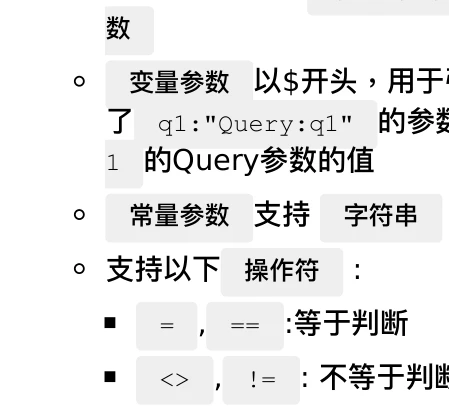 数
变量参数 以$开头，用于
了 q1:"Query:q1" 的参数
1 的Query参数的值
常量参数 支持 字符串
支持以下 操作符 :
= , == :等于判断
<> , != : 不等于判断